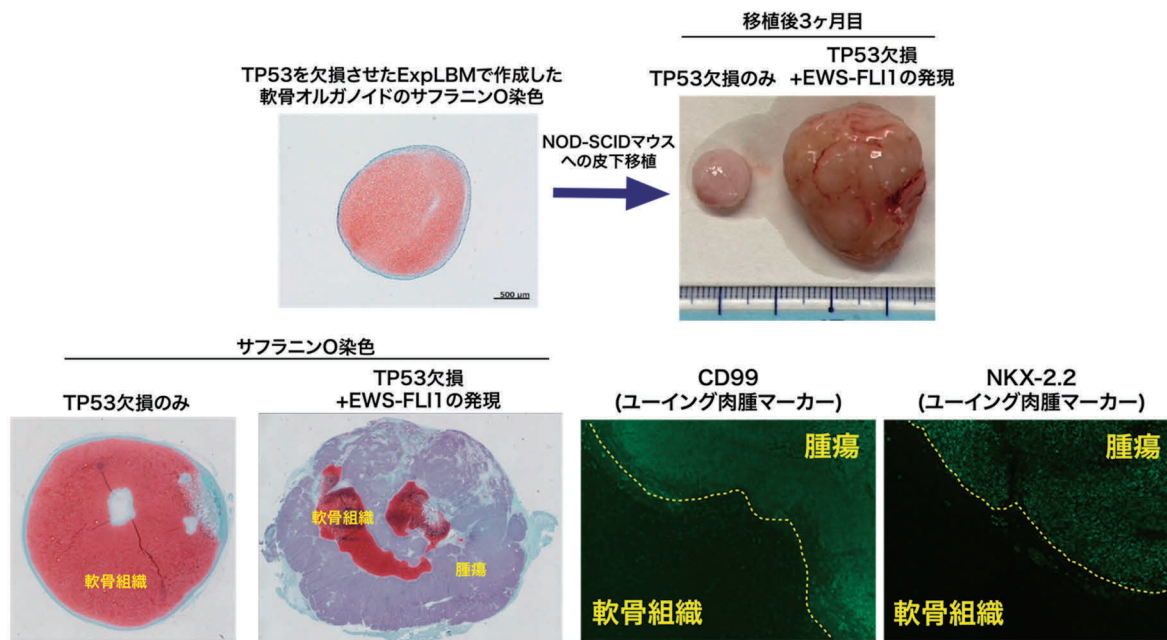 移植後3ヶ月目
TP53を欠損させたExpLBMで作成した
軟骨オルガノイドのサフラニンO染色
TP53欠損のみ
TP53欠損
+EWS-FLI1の発現
NOD-SCIDマウス
への皮下移植
500 µm
サフラニンO染色
TP53欠損のみ
TP53欠損
+EWS-FLI1の発現
CD99
(ユーイング肉腫マーカー)
NKX-2.2
(ユーイング肉腫マーカー)
軟骨組織
軟骨組織
腫瘍
腫瘍
軟骨組織
腫瘍
軟骨組織